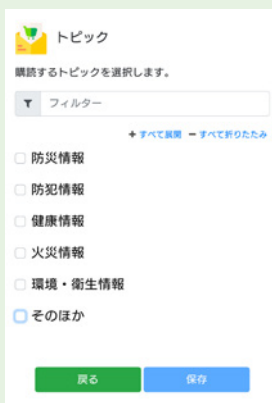 トピック
購読するトピックを選択します。
フィルター
+ すべて展開 − すべて折りたたみ
防災情報
防犯情報
健康情報
火災情報
環境・衛生情報
そのほか
戻る 保存